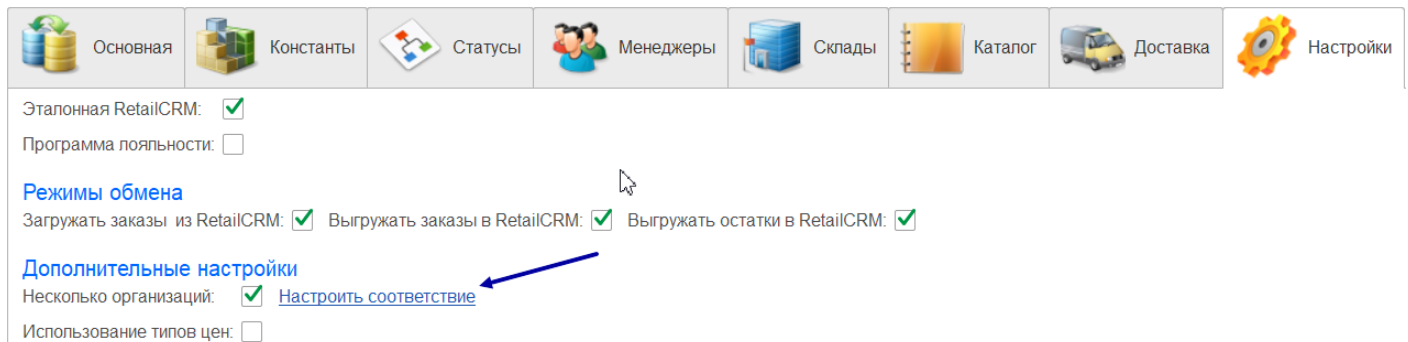 Основная Константы Статусы Менеджеры Склады Каталог Доставка Настройки
Эталонная RetailCRM:
Программа лояльности:
Режимы обмена
Загружать заказы из RetailCRM: Выгружать заказы в RetailCRM: Выгружать остатки в RetailCRM:
Дополнительные настройки
Несколько организаций: Настроить соответствие
Использование типов цен: